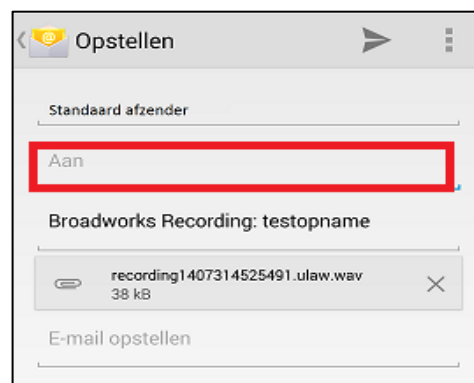 Opstellen
Standaard afzender
Aan
Broadworks Recording: testopname
recording1407314525491.ulaw.wav
38 kB
E-mail opstellen